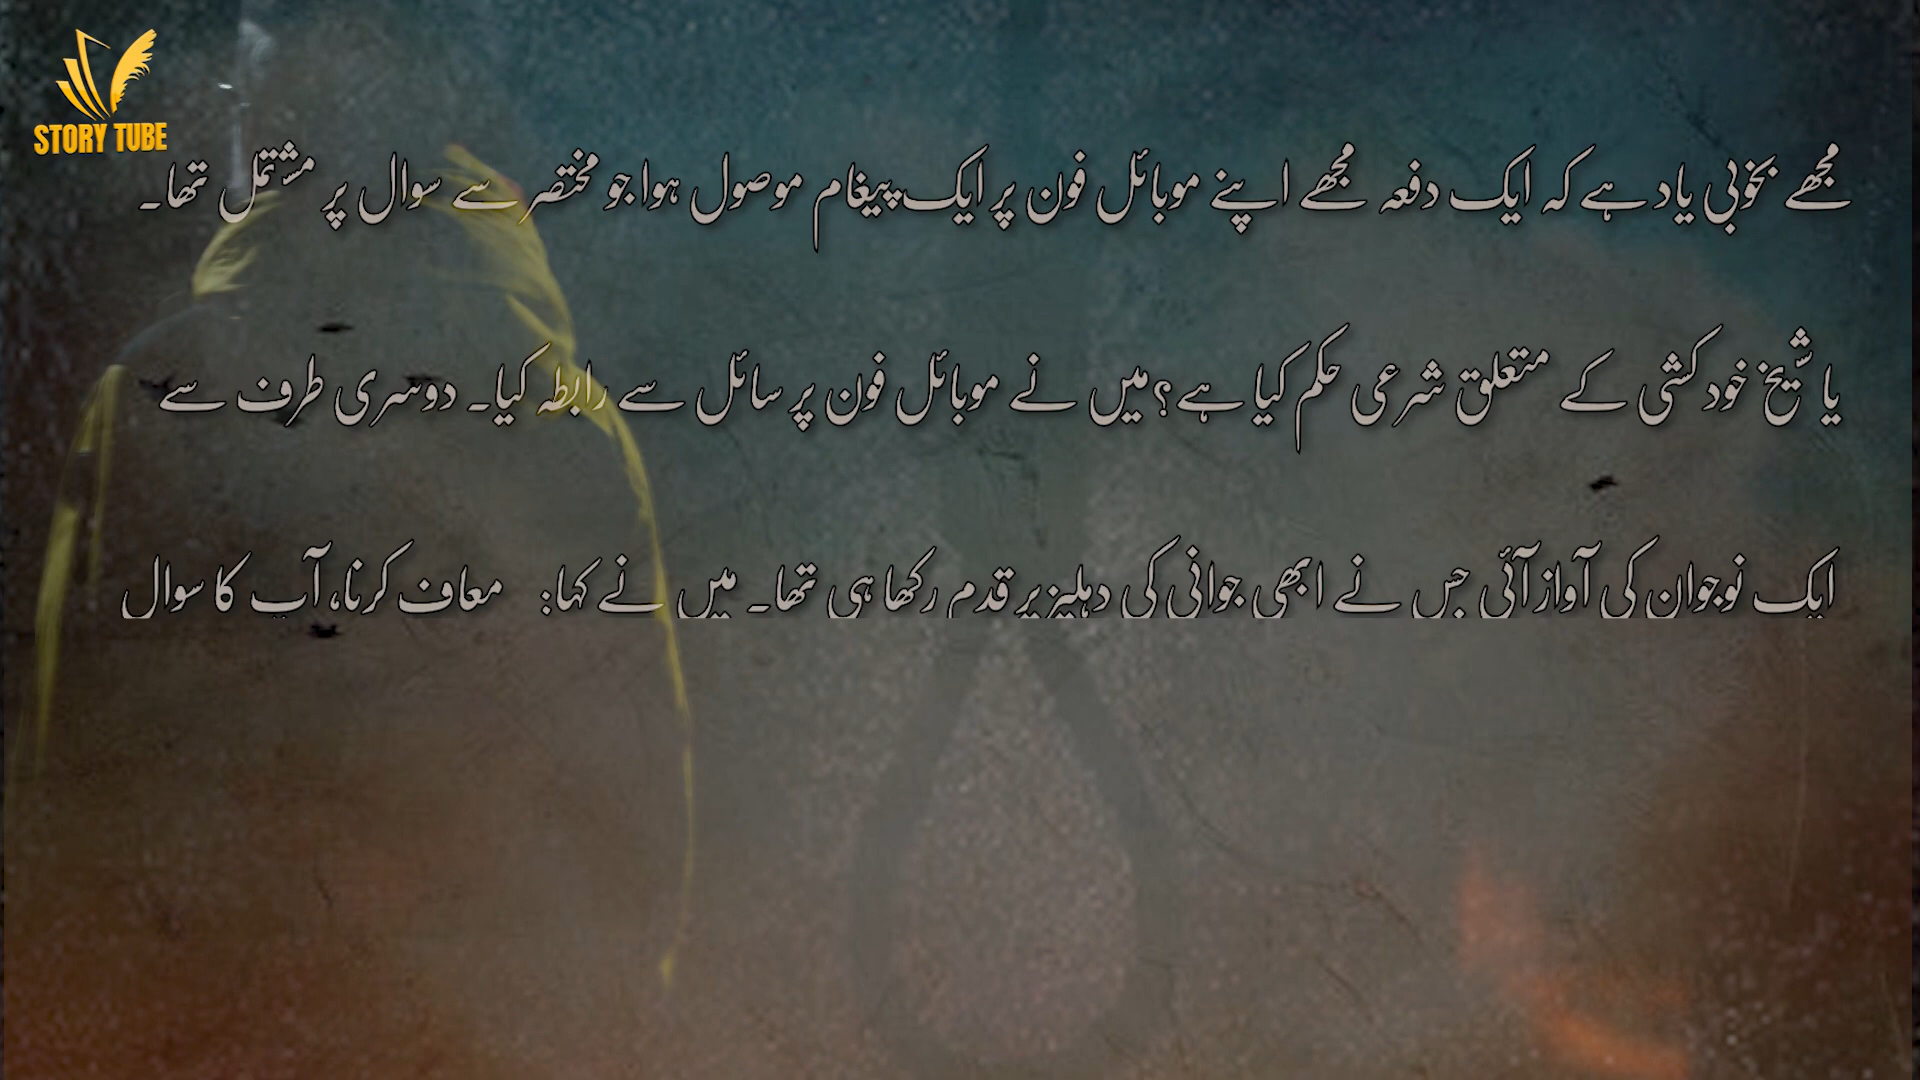 STORY TUBE
مجھے بخوبی یاد ہے کہ ایک دفعہ مجھے اپنے موبائل فون پر ایک پیغام موصول ہوا جو مختصر سے سوال پر مشتمل تھا۔
یا شیخ خودکشی کے متعلق شرعی حکم کیا ہے؟ میں نے موبائل فون پر سائل سے رابطہ کیا۔ دوسری طرف سے
ایک نوجوان کی آواز آئی جس نے ابھی جوانی کی دہلیز پر قدم رکھا ہی تھا۔ میں نے کہا: معاف کرنا، آپ کا سوال